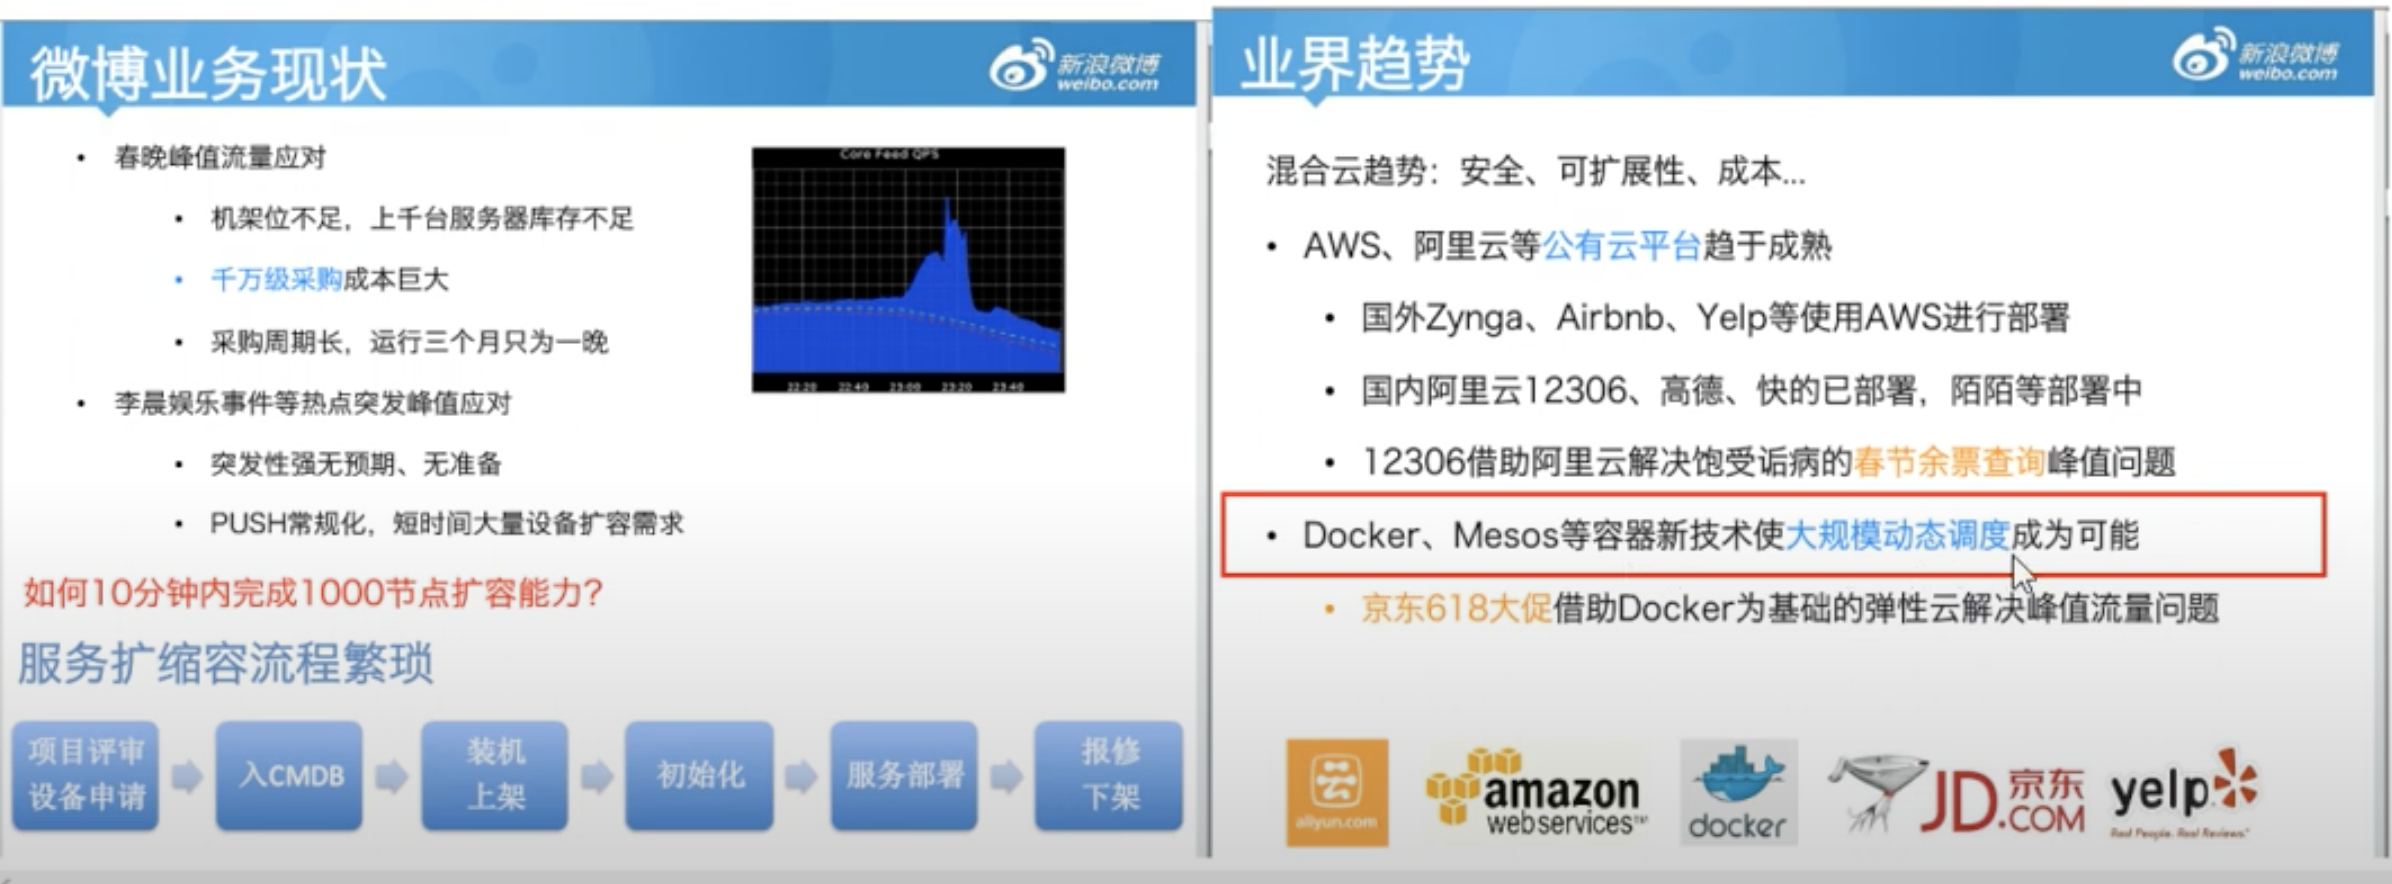 微博业务现状
新浪微博
weibo.com
春晚峰值流量应对
机架位不足，上千台服务器库存不足
千万级采购成本巨大
采购周期长，运行三个月只为一晚
李晨娱乐事件等热点突发峰值应对
突发性强无预期、无准备
PUSH常规化，短时间大量设备扩容需求
Core Feed QPS
22:20 22:40 23:00 23:20 23:40
如何10分钟内完成1000节点扩容能力？
服务扩缩容流程繁琐
项目评审
设备申请
入CMDB
装机
上架
初始化
服务部署
报修
下架
业界趋势
新浪微博
weibo.com
混合云趋势：安全、可扩展性、成本...
AWS、阿里云等公有云平台趋于成熟
国外Zynga、Airbnb、Yelp等使用AWS进行部署
国内阿里云12306、高德、快的已部署，陌陌等部署中
12306借助阿里云解决饱受诟病的春节余票查询峰值问题
Docker、Mesos等容器新技术使大规模动态调度成为可能
京东618大促借助Docker为基础的弹性云解决峰值流量问题
云
aliyun.com
amazon
webservices™
docker
JD.COM 京东
yelp
Real People. Real Reviews.®